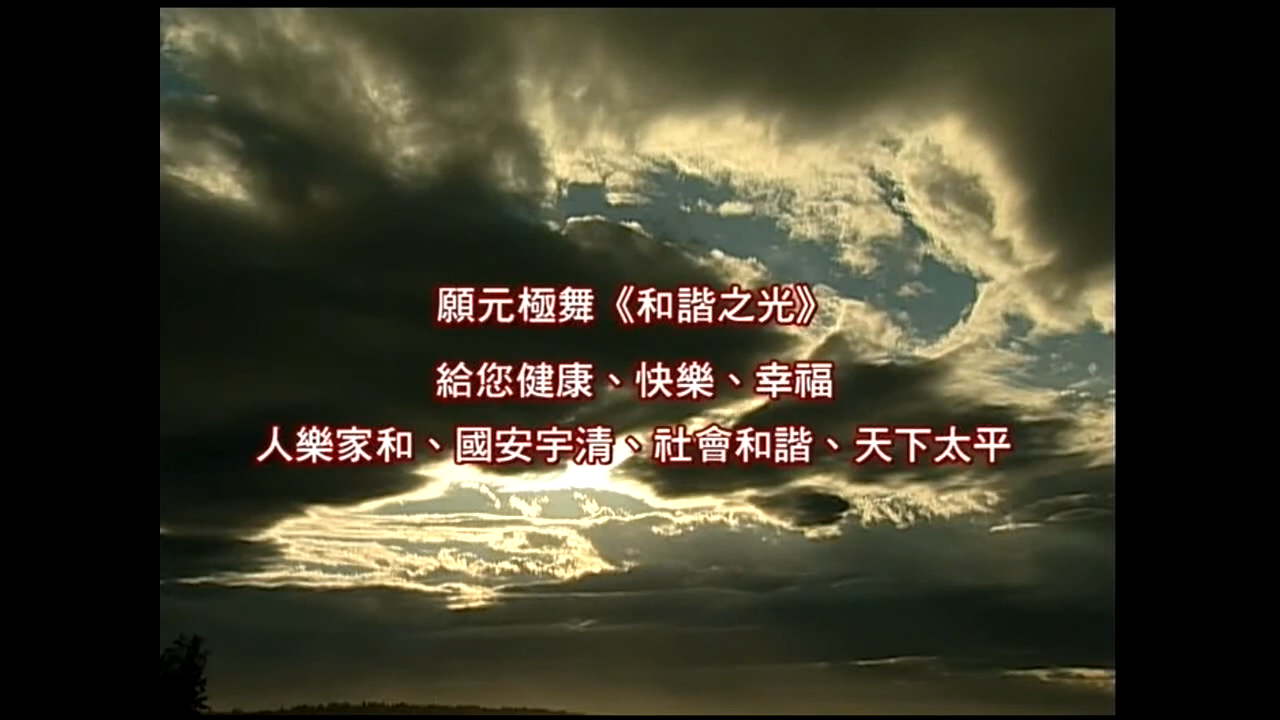 願元極舞《和諧之光》
給您健康、快樂、幸福
人樂家和、國安宇清、社會和諧、天下太平